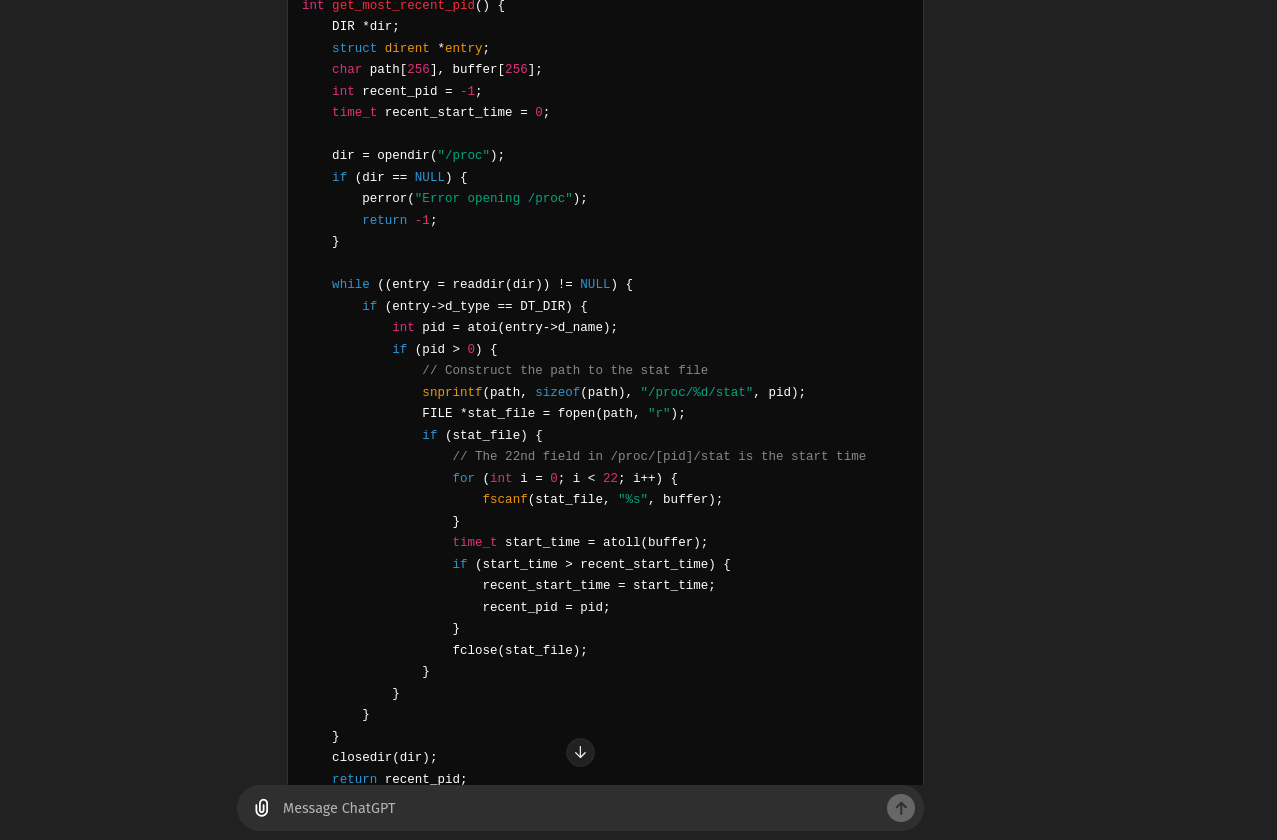 int get_most_recent_pid() {
    DIR *dir;
    struct dirent *entry;
    char path[256], buffer[256];
    int recent_pid = -1;
    time_t recent_start_time = 0;

    dir = opendir("/proc");
    if (dir == NULL) {
        perror("Error opening /proc");
        return -1;
    }

    while ((entry = readdir(dir)) != NULL) {
        if (entry->d_type == DT_DIR) {
            int pid = atoi(entry->d_name);
            if (pid > 0) {
                // Construct the path to the stat file
                snprintf(path, sizeof(path), "/proc/%d/stat", pid);
                FILE *stat_file = fopen(path, "r");
                if (stat_file) {
                    // The 22nd field in /proc/[pid]/stat is the start time
                    for (int i = 0; i < 22; i++) {
                        fscanf(stat_file, "%s", buffer);
                    }
                    time_t start_time = atoll(buffer);
                    if (start_time > recent_start_time) {
                        recent_start_time = start_time;
                        recent_pid = pid;
                    }
                    fclose(stat_file);
                }
            }
        }
    }
    closedir(dir);
    return recent_pid;
Message ChatGPT